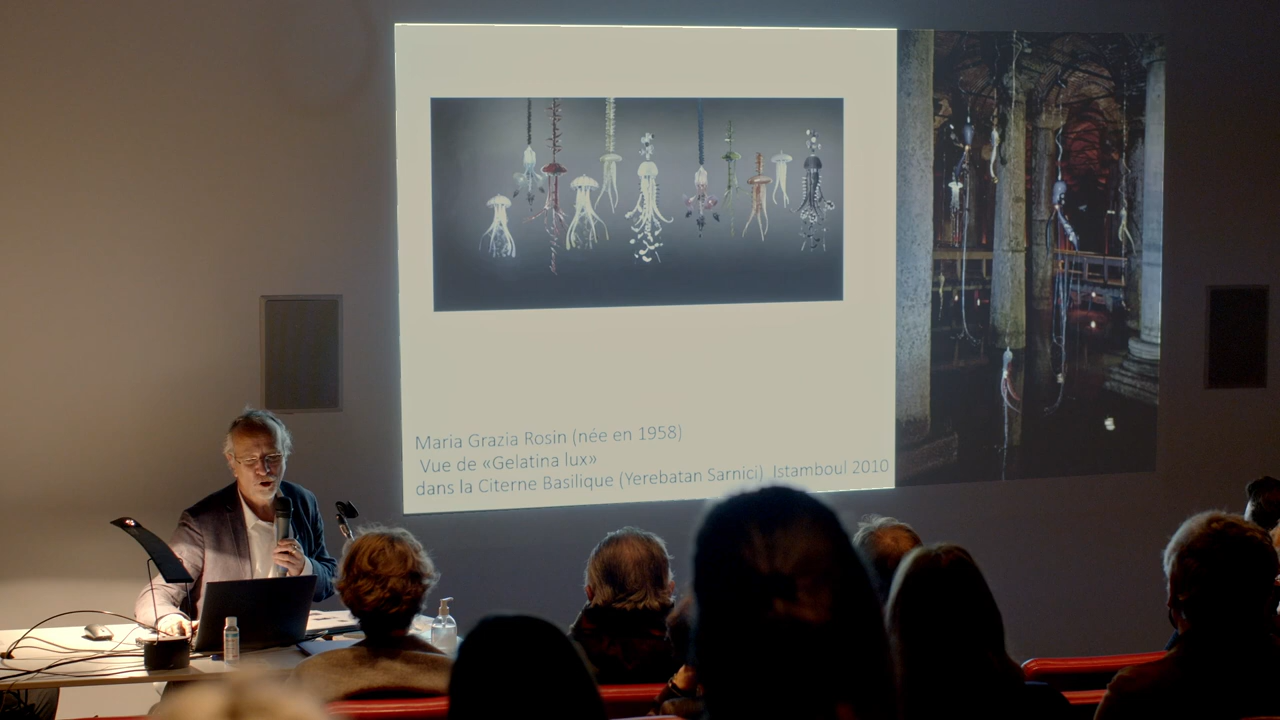 Maria Grazia Rosin (née en 1958)
Vue de «Gelatina lux»
dans la Citerne Basilique (Yerebatan Sarnici) Istamboul 2010